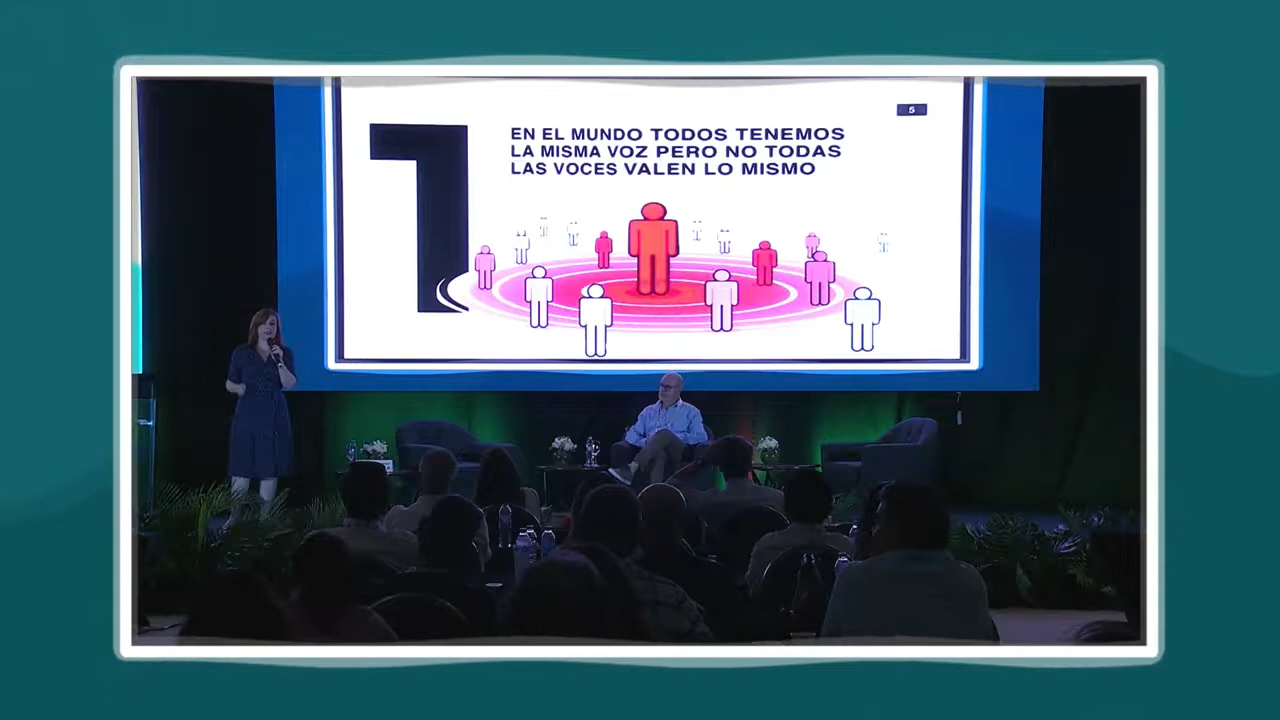 5
1
EN EL MUNDO TODOS TENEMOS
LA MISMA VOZ PERO NO TODAS
LAS VOCES VALEN LO MISMO